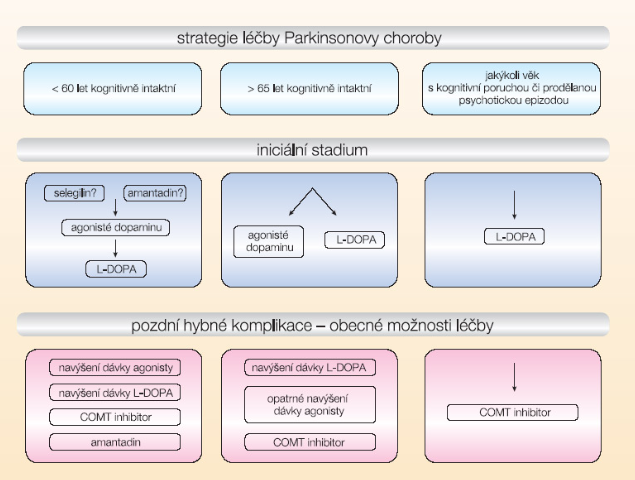 strategie léčby Parkinsonovy choroby
< 60 let kognitivně intaktní
> 65 let kognitivně intaktní
jakýkoli věk
s kognitivní poruchou či prodělanou
psychotickou epizodou
iniciální stadium
selegilin?
amantadin?
agonisté dopaminu
L-DOPA
agonisté
dopaminu
L-DOPA
L-DOPA
pozdní hybné komplikace – obecné možnosti léčby
navýšení dávky agonisty
navýšení dávky L-DOPA
COMT inhibitor
amantadin
navýšení dávky L-DOPA
opatrné navýšení
dávky agonisty
COMT inhibitor
COMT inhibitor